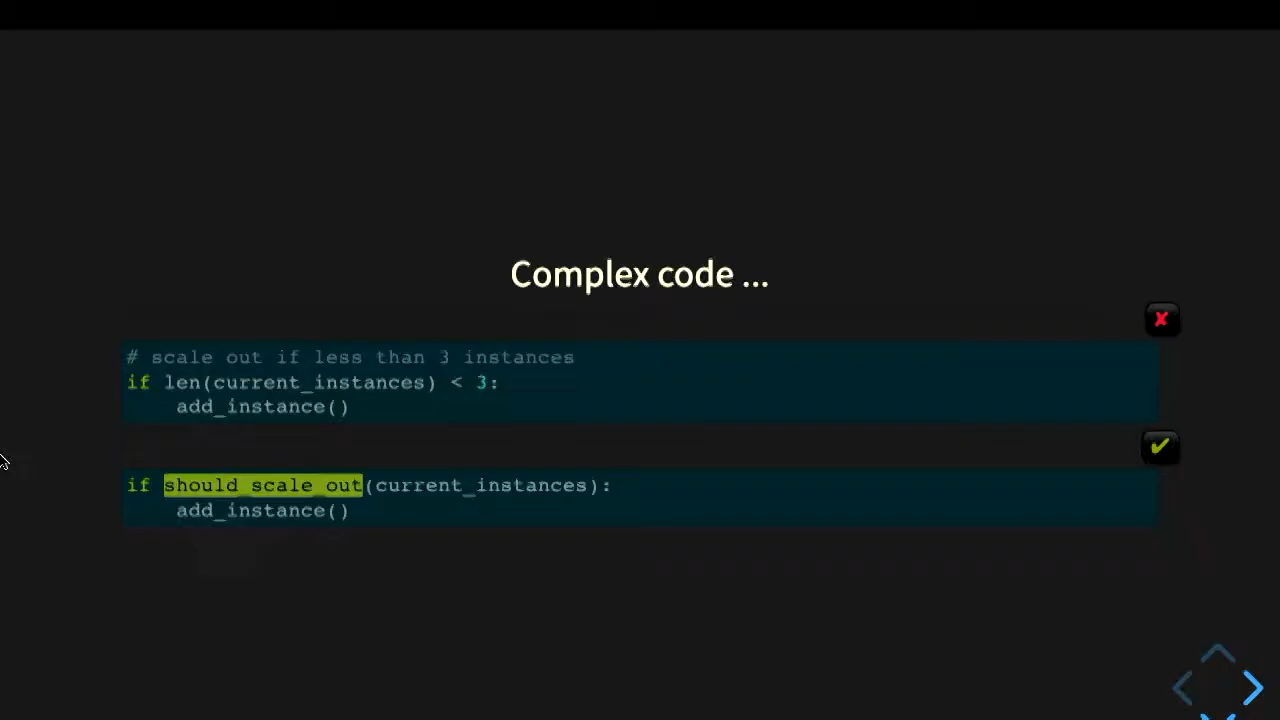 Complex code ...
# scale out if less than 3 instances
if len(current_instances) < 3:
    add_instance()
if should_scale_out(current_instances):
    add_instance()